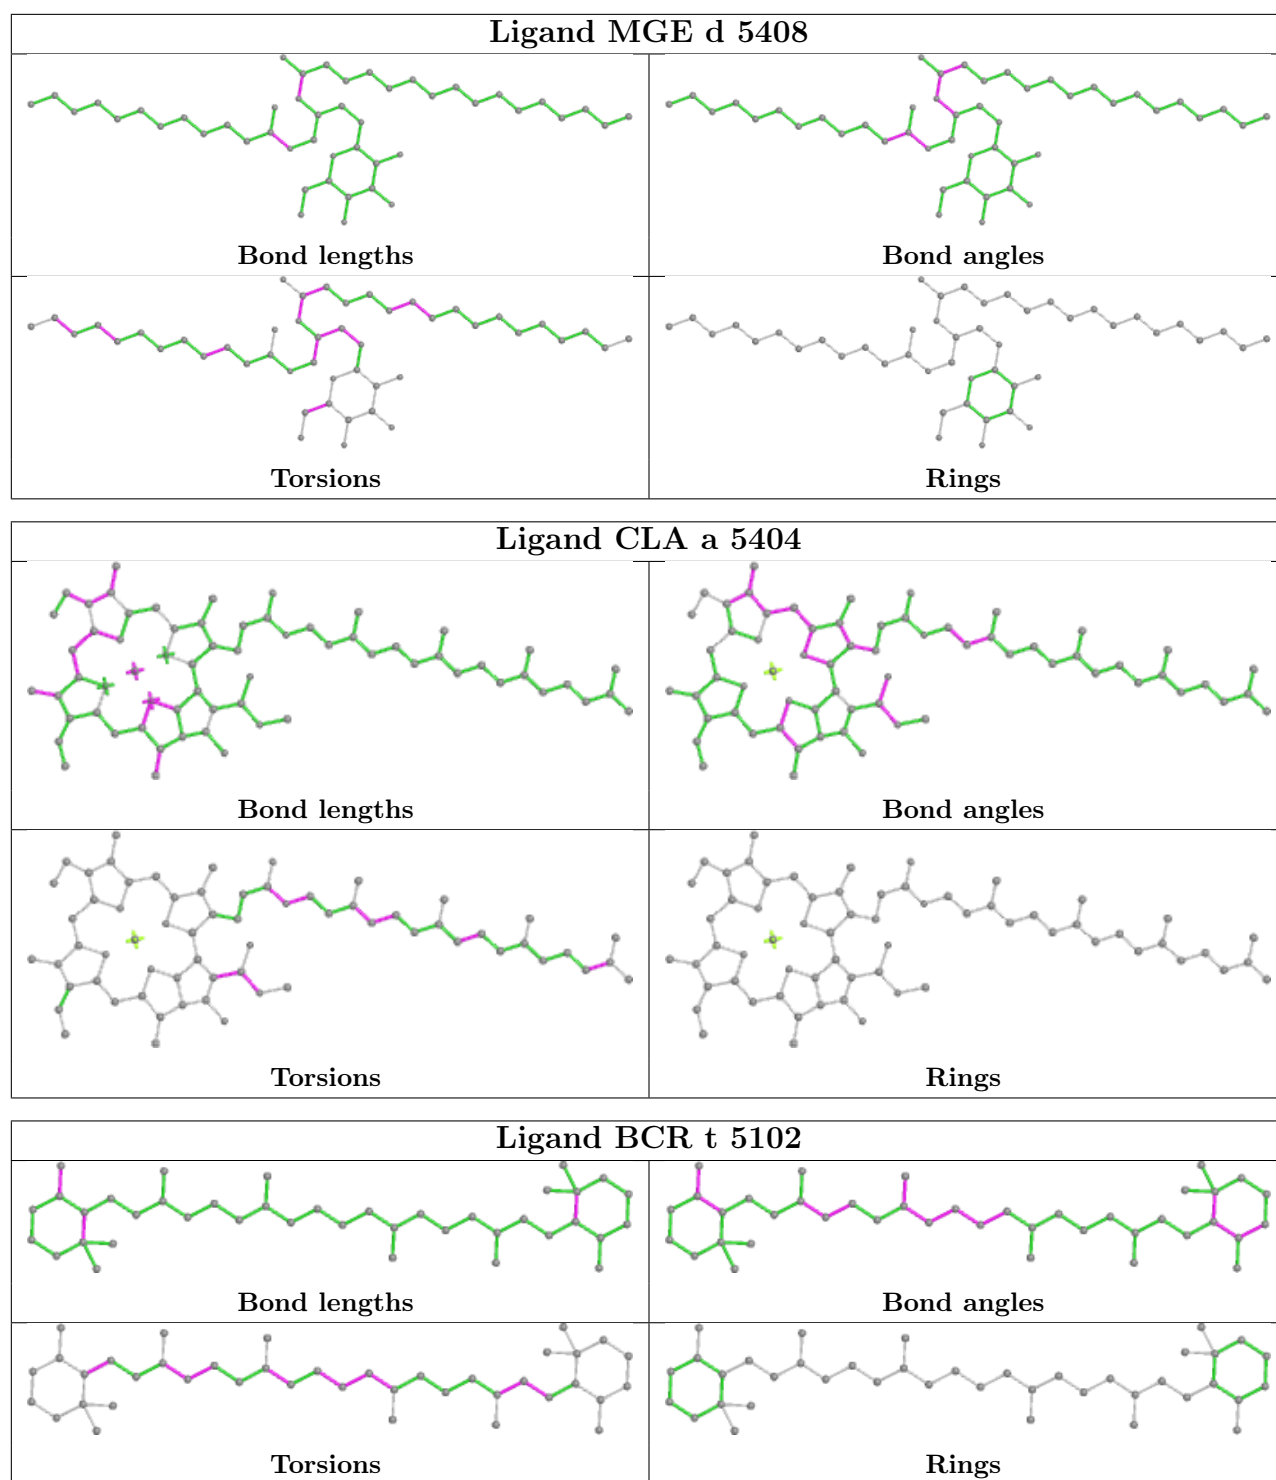 Ligand MGE d 5408
Bond lengths
Bond angles
Torsions
Rings
Ligand CLA a 5404
Bond lengths
Bond angles
Torsions
Rings
Ligand BCR t 5102
Bond lengths
Bond angles
Torsions
Rings